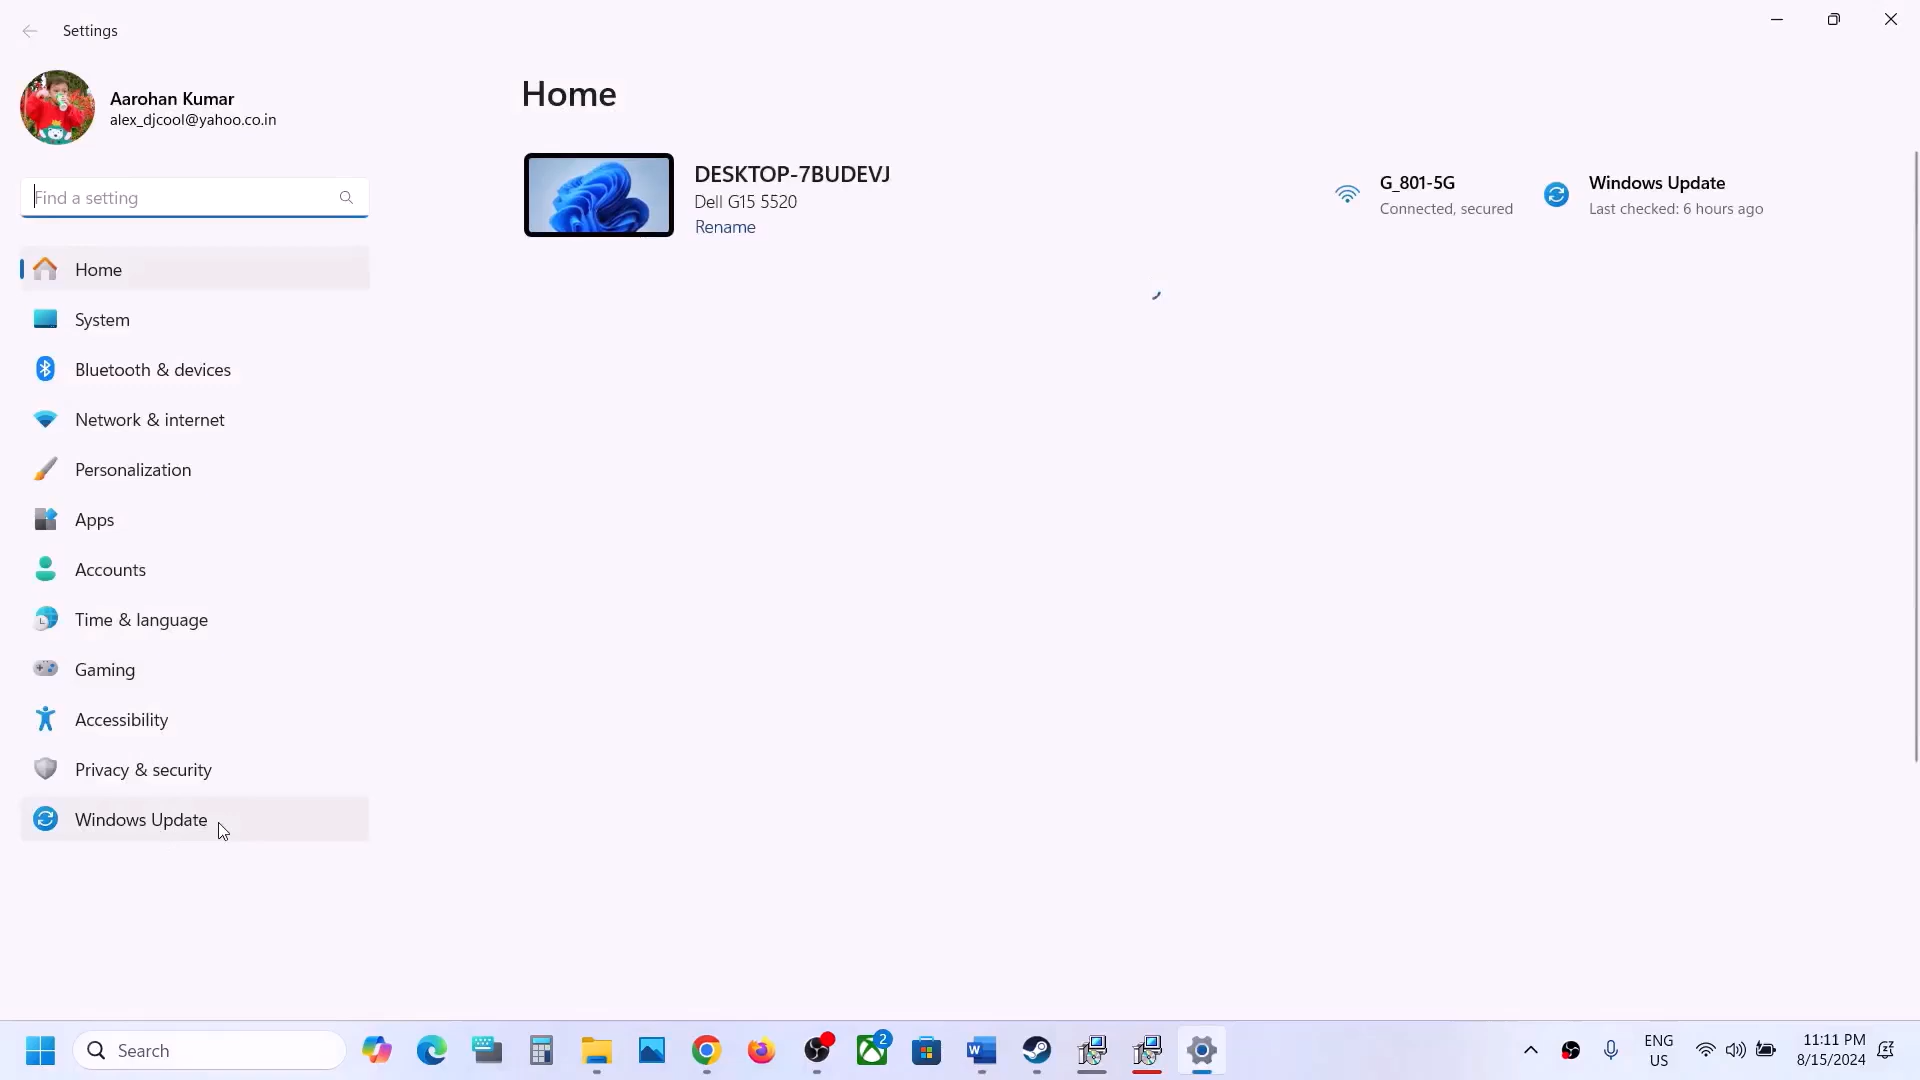 Settings
Aarohan Kumar
alex_djcool@yahoo.co.in
Find a setting
Home
System
Bluetooth & devices
Network & internet
Personalization
Apps
Accounts
Time & language
Gaming
Accessibility
Privacy & security
Windows Update
Home
DESKTOP-7BUDEVJ
Dell G15 5520
Rename
G_801-5G
Connected, secured
Windows Update
Last checked: 6 hours ago
Search
2
ENG
US
11:11 PM
8/15/2024